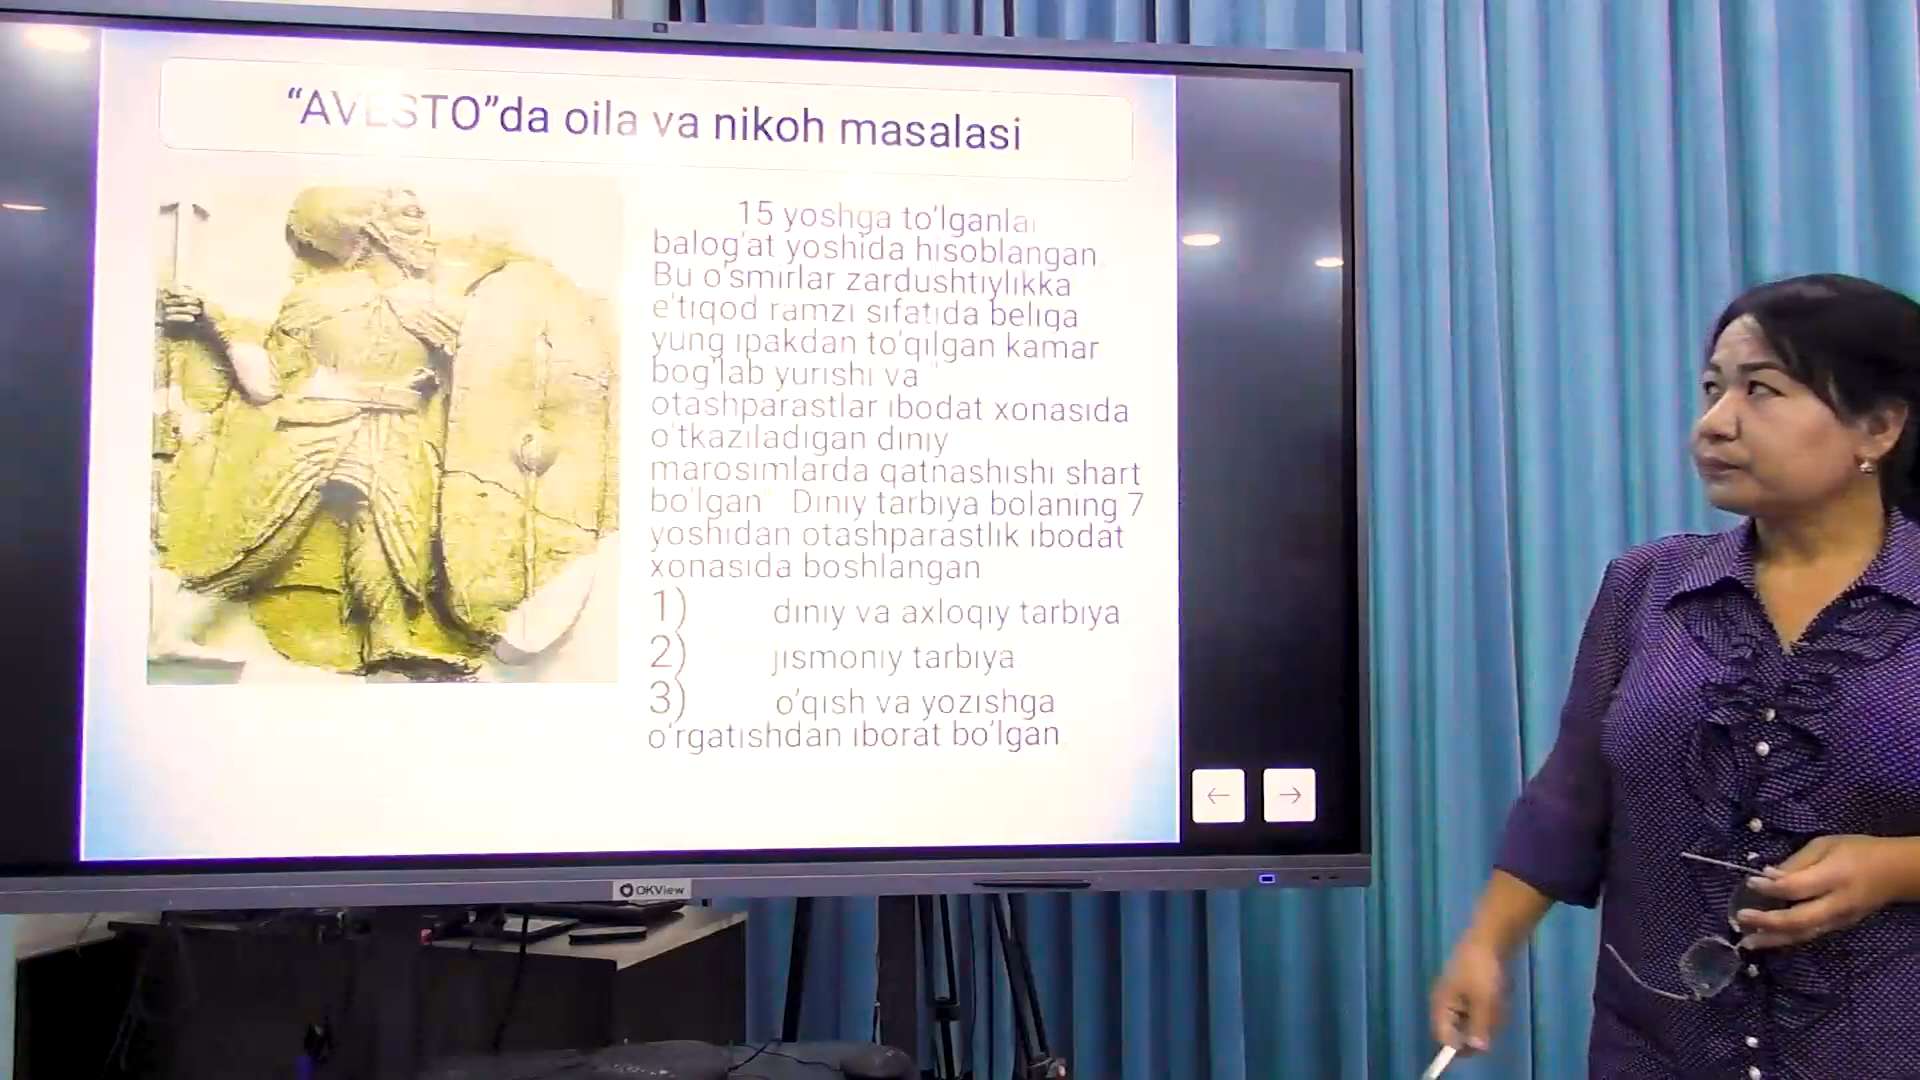 “AVESTO”da oila va nikoh masalasi
15 yoshga to’lganlar
balog’at yoshida hisoblangan.
Bu o’smirlar zardushtiylikka
e’tiqod ramzi sifatida beliga
yung ipakdan to’qilgan kamar
bog’lab yurishi va
otashparastlar ibodat xonasida
o’tkaziladigan diniy
marosimlarda qatnashishi shart
bo’lgan. Diniy tarbiya bolaning 7
yoshidan otashparastlik ibodat
xonasida boshlangan
1) diniy va axloqiy tarbiya
2) jismoniy tarbiya
3) o’qish va yozishga
o’rgatishdan iborat bo’lgan.
OKView